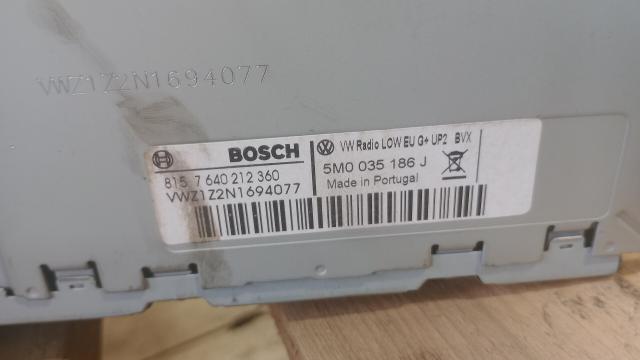 VWZ1Z2N1694077
BOSCH
815 7 640 212 360
VWZ1Z2N1694077
VW Radio LOW EU G+ UP2 BVX
5M0 035 186 J
Made in Portugal